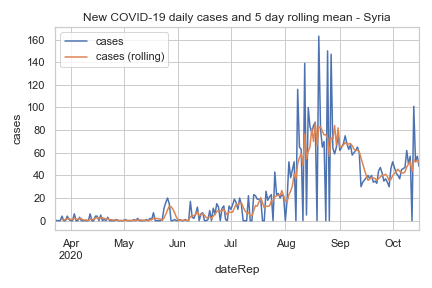 New COVID-19 daily cases and 5 day rolling mean - Syria
cases
cases (rolling)
160
140
120
100
80
60
40
20
0
cases
Apr
2020
May
Jun
Jul
Aug
Sep
Oct
dateRep